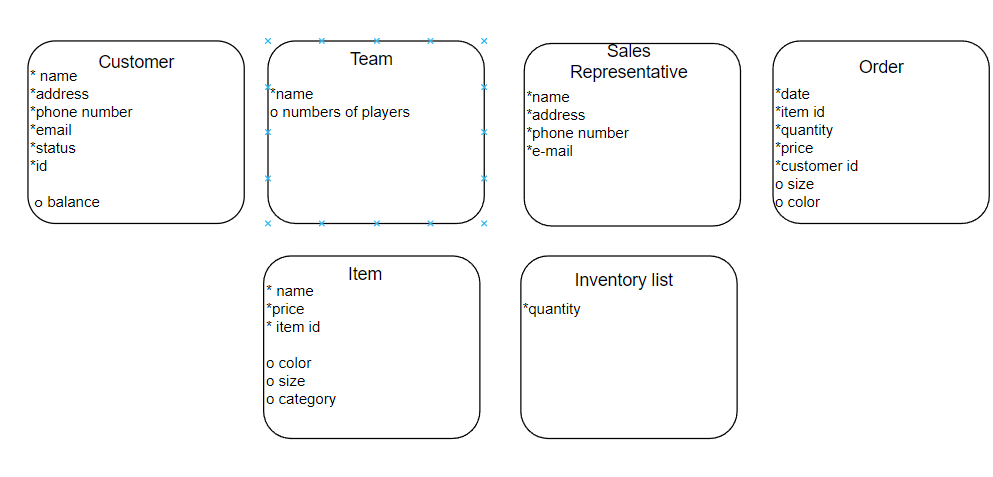 Customer
* name
*address
*phone number
*email
*status
*id
o balance
Team
*name
o numbers of players
Sales
Representative
*name
*address
*phone number
*e-mail
Order
*date
*item id
*quantity
*price
*customer id
o size
o color
Item
* name
*price
* item id
o color
o size
o category
Inventory list
*quantity